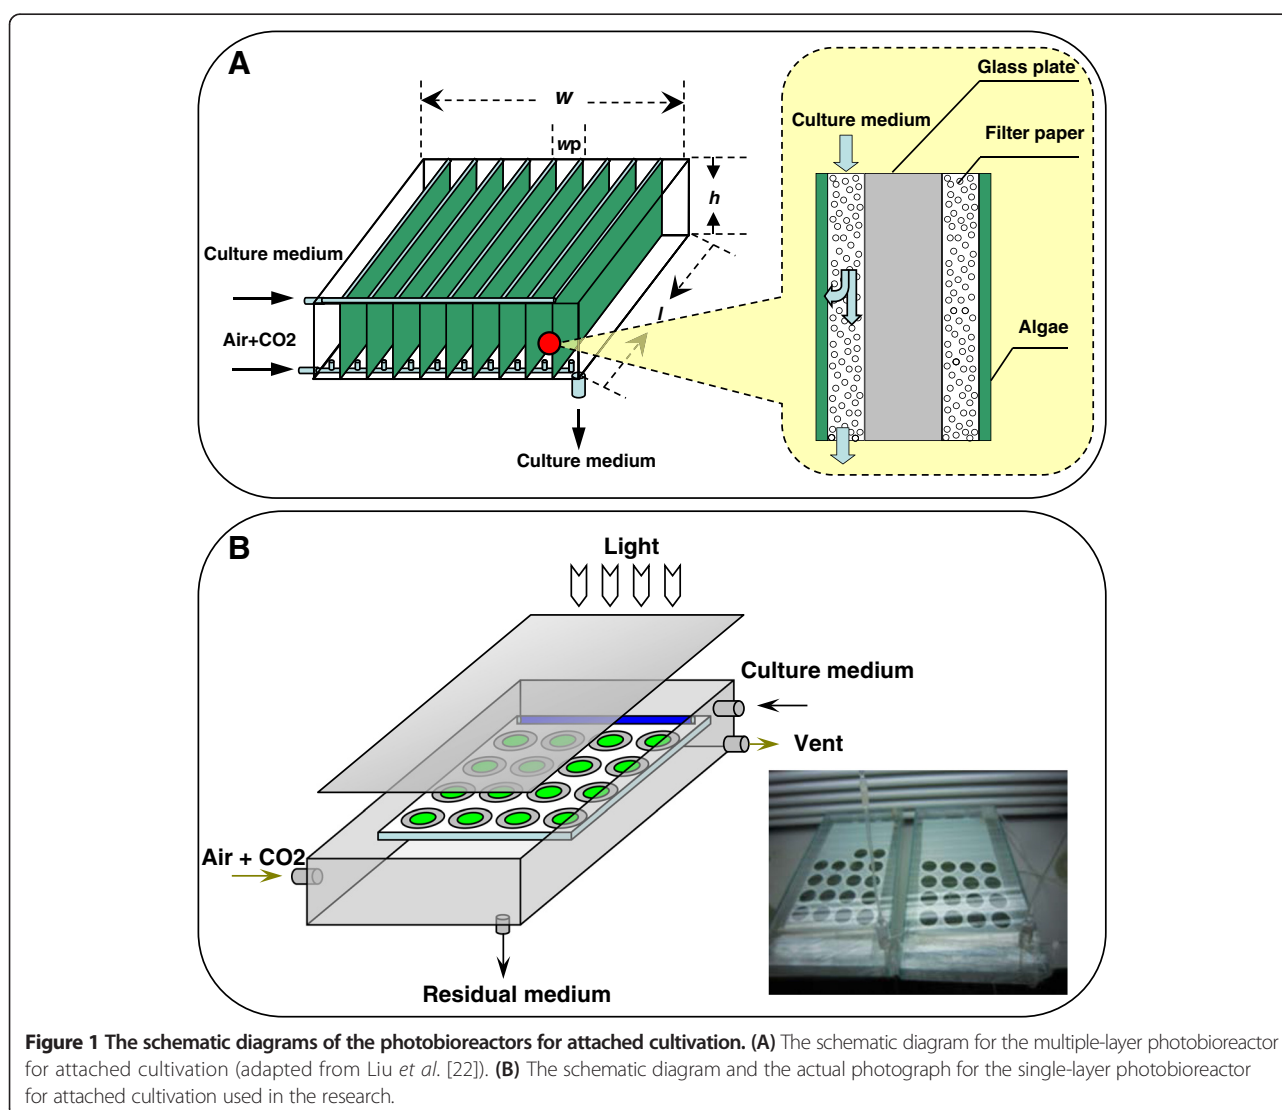 A
W
wp
h
l
Culture medium
Air+CO2
Culture medium
Glass plate
Culture medium
Filter paper
Algae
B
Light
Culture medium
Vent
Air + CO2
Residual medium
Figure 1 The schematic diagrams of the photobioreactors for attached cultivation. (A) The schematic diagram for the multiple-layer photobioreactor
for attached cultivation (adapted from Liu et al. [22]). (B) The schematic diagram and the actual photograph for the single-layer photobioreactor
for attached cultivation used in the research.